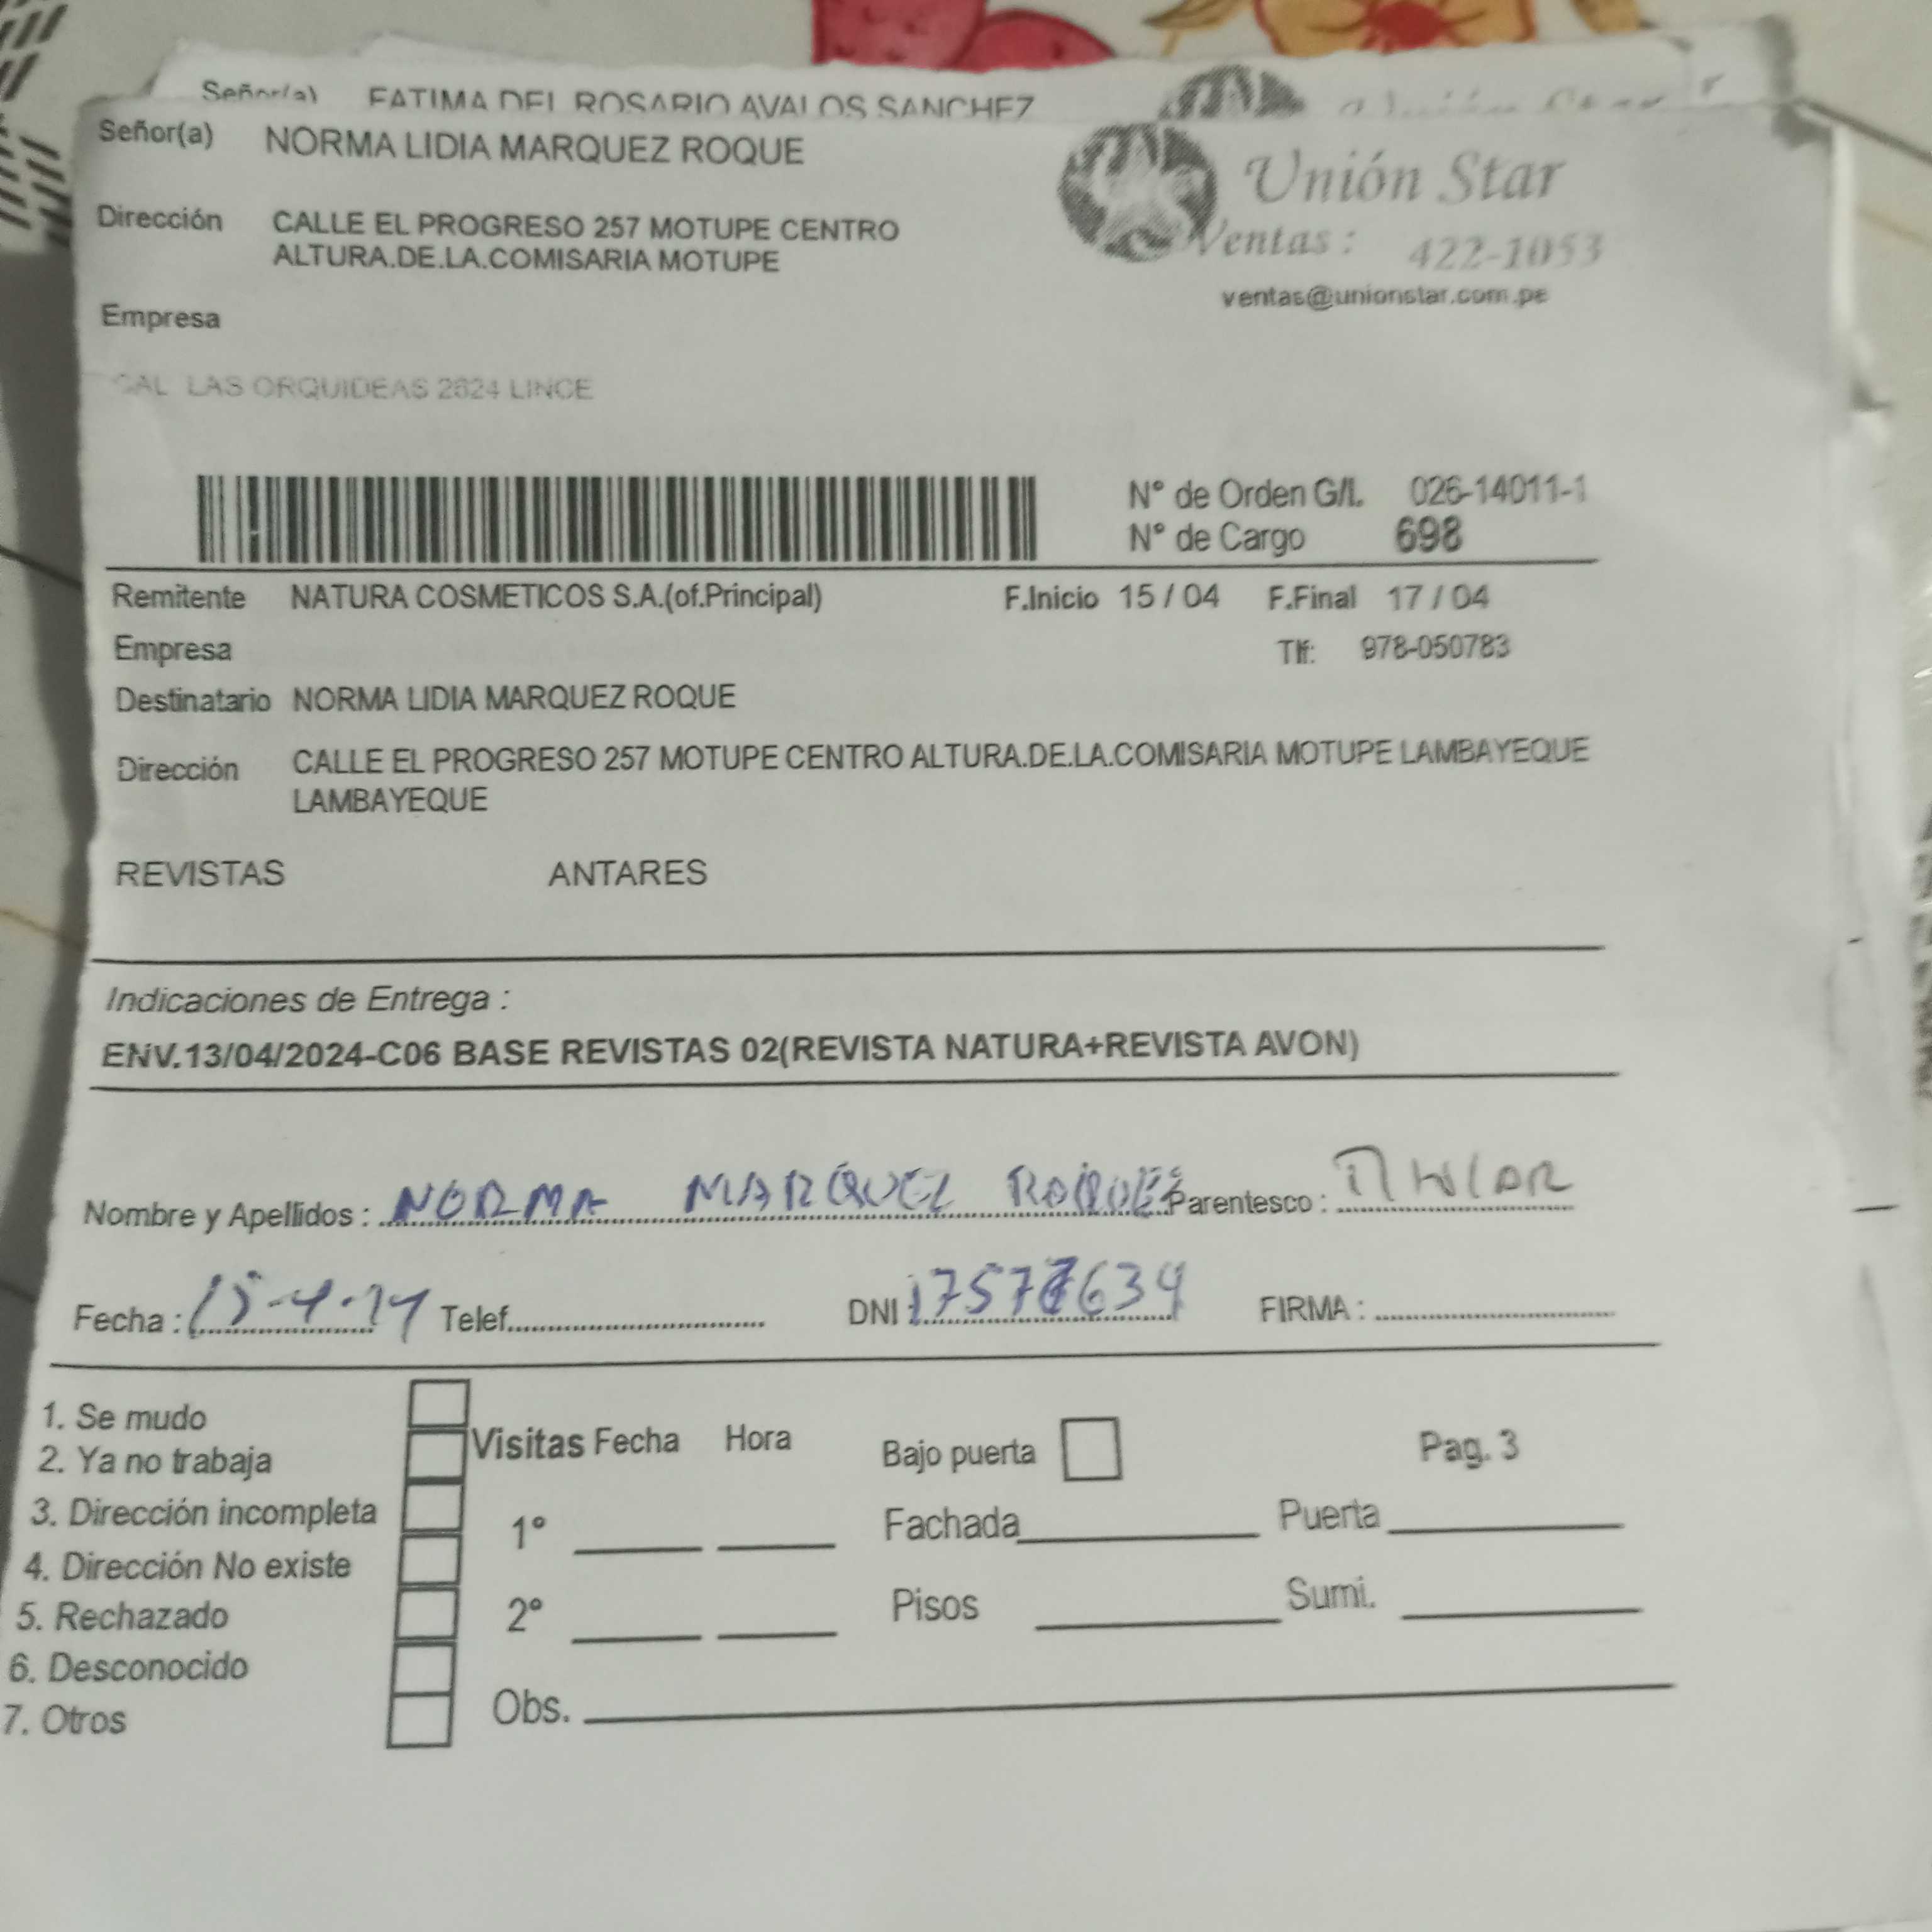 Señor(a) FATIMA DEL ROSARIO AVALOS SANCHEZ
Señor(a) NORMA LIDIA MARQUEZ ROQUE
Unión Star
Dirección CALLE EL PROGRESO 257 MOTUPE CENTRO
ALTURA.DE.LA.COMISARIA MOTUPE
Ventas : 422-1053
ventas@unionstar.com.pe
Empresa
CAL LAS ORQUIDEAS 2624 LINCE
N° de Orden G/I. 026-14011-1
N° de Cargo 698
Remitente NATURA COSMETICOS S.A.(of.Principal) F.Inicio 15 / 04 F.Final 17 / 04
Empresa Tlf: 978-050783
Destinatario NORMA LIDIA MARQUEZ ROQUE
Dirección CALLE EL PROGRESO 257 MOTUPE CENTRO ALTURA.DE.LA.COMISARIA MOTUPE LAMBAYEQUE
LAMBAYEQUE
REVISTAS ANTARES
Indicaciones de Entrega :
ENV.13/04/2024-C06 BASE REVISTAS 02(REVISTA NATURA+REVISTA AVON)
Nombre y Apellidos : NORMA MARQUEZ Parentesco : TITULAR
Fecha : Telef. DNI : FIRMA :
1. Se mudo
2. Ya no trabaja
3. Dirección incompleta
4. Dirección No existe
5. Rechazado
6. Desconocido
7. Otros
Visitas Fecha Hora
1°
2°
Obs.
Bajo puerta Pag. 3
Fachada Puerta
Pisos Sumi.